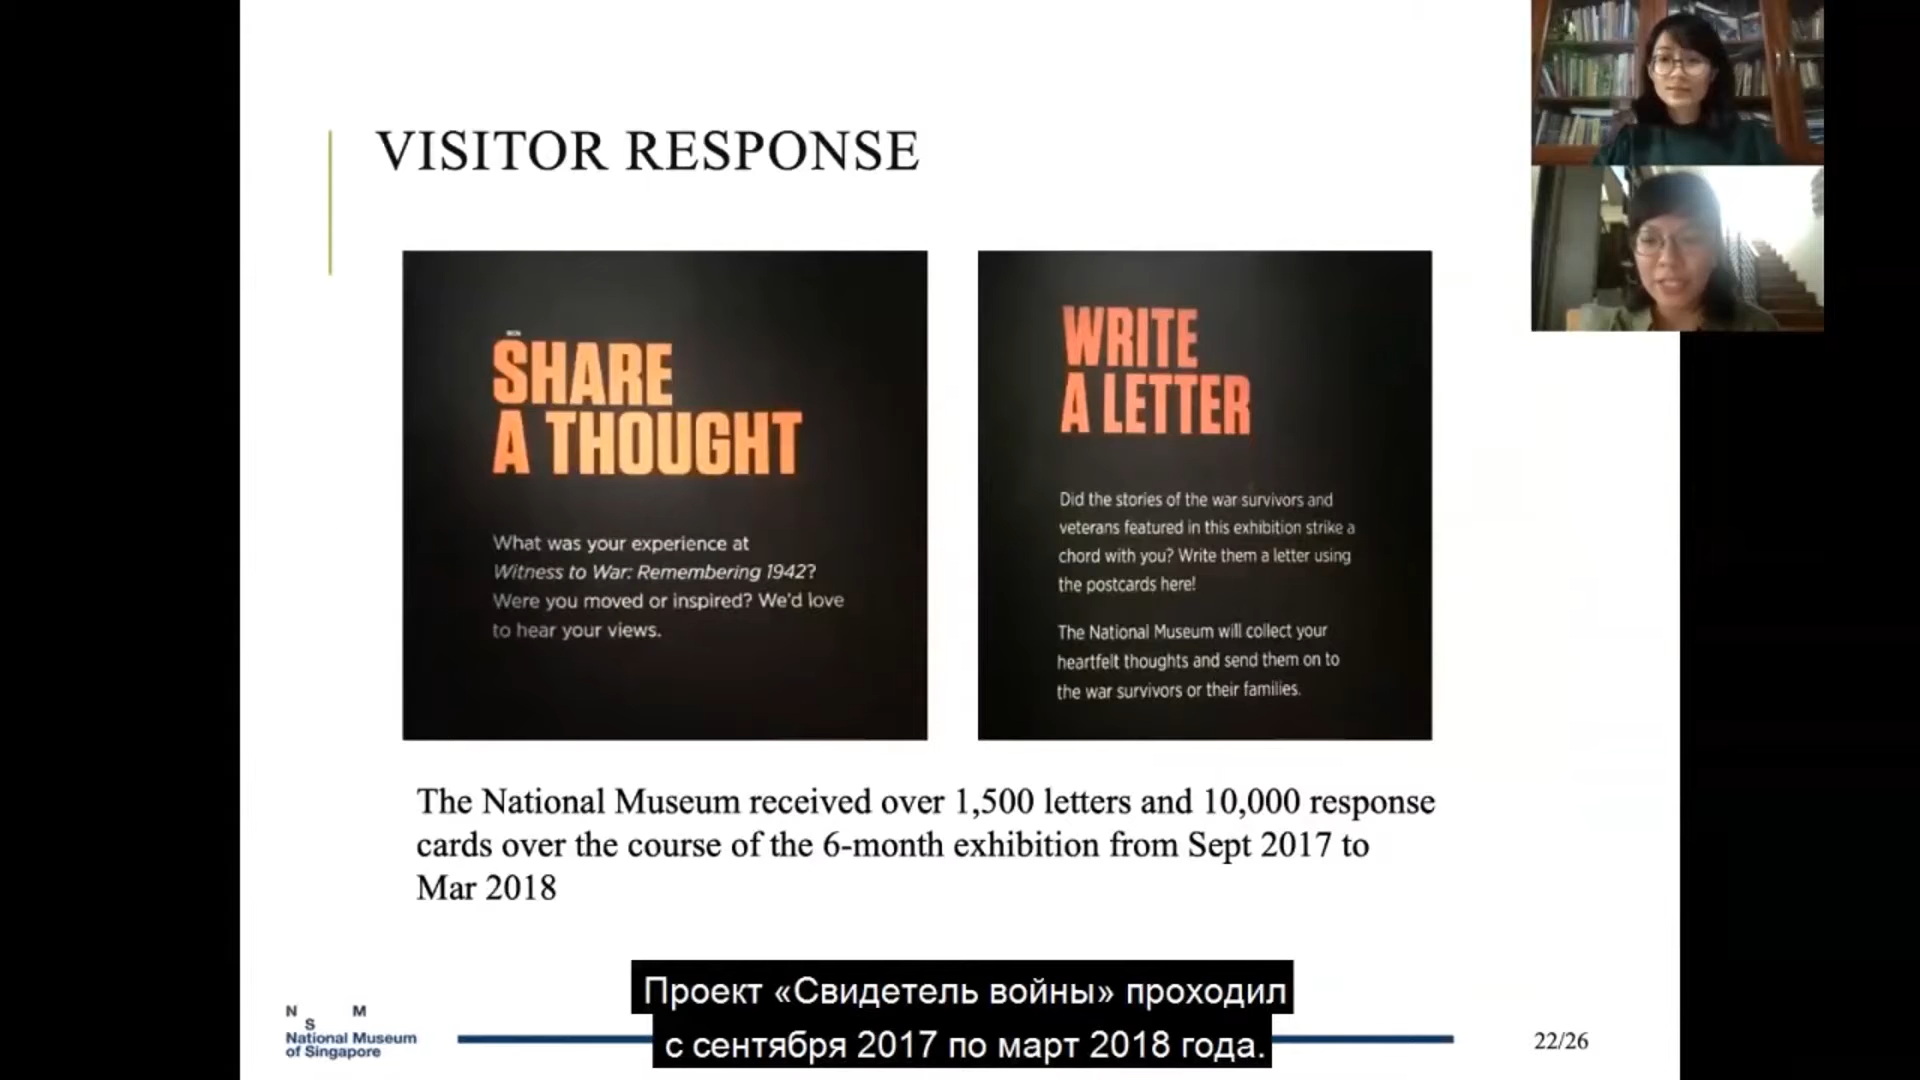 VISITOR RESPONSE
SHARE
A THOUGHT
What was your experience at
Witness to War: Remembering 1942?
Were you moved or inspired? We'd love
to hear your views.
WRITE
A LETTER
Did the stories of the war survivors and
veterans featured in this exhibition strike a
chord with you? Write them a letter using
the postcards here!
The National Museum will collect your
heartfelt thoughts and send them on to
the war survivors or their families.
The National Museum received over 1,500 letters and 10,000 response
cards over the course of the 6-month exhibition from Sept 2017 to
Mar 2018
Проект «Свидетель войны» проходил
с сентября 2017 по март 2018 года.
N M
S
National Museum
of Singapore
22/26